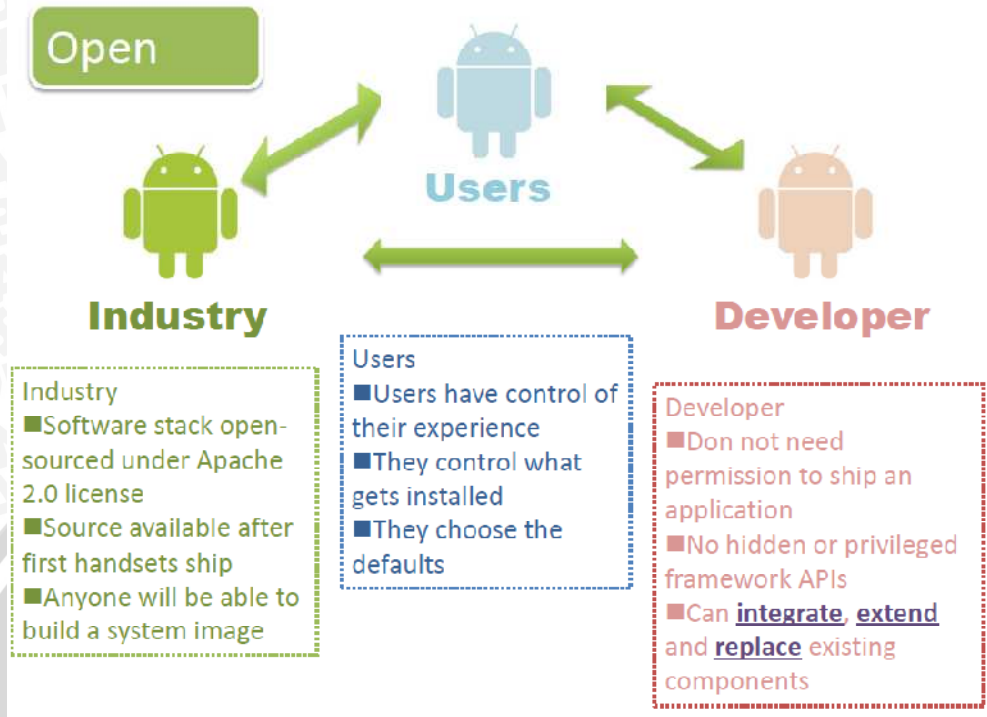 Open
Users
Industry
Developer
Industry
■Software stack open-
sourced under Apache
2.0 license
■Source available after
first handsets ship
■Anyone will be able to
build a system image
Users
■Users have control of
their experience
■They control what
gets installed
■They choose the
defaults
Developer
■Don not need
permission to ship an
application
■No hidden or privileged
framework APIs
■Can integrate, extend
and replace existing
components